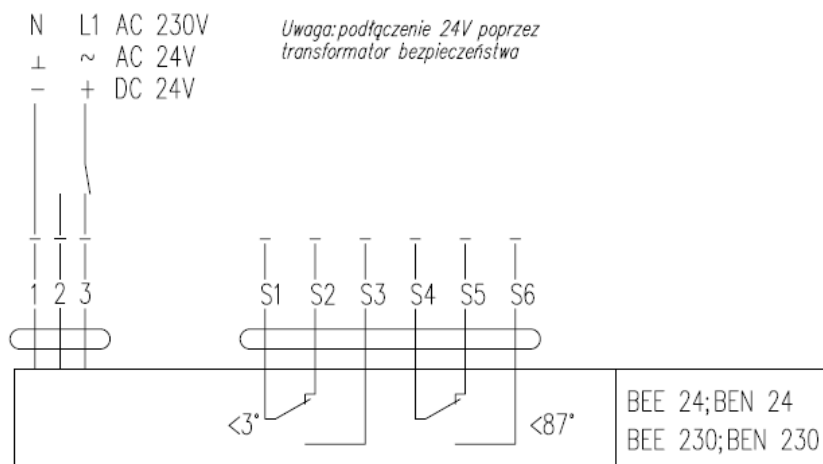 N L1 AC 230V
⊥ ~ AC 24V
− + DC 24V
Uwaga: podłączenie 24V poprzez
transformator bezpieczeństwa
1 2 3 S1 S2 S3 S4 S5 S6
<3° <87°
BEE 24;BEN 24
BEE 230;BEN 230